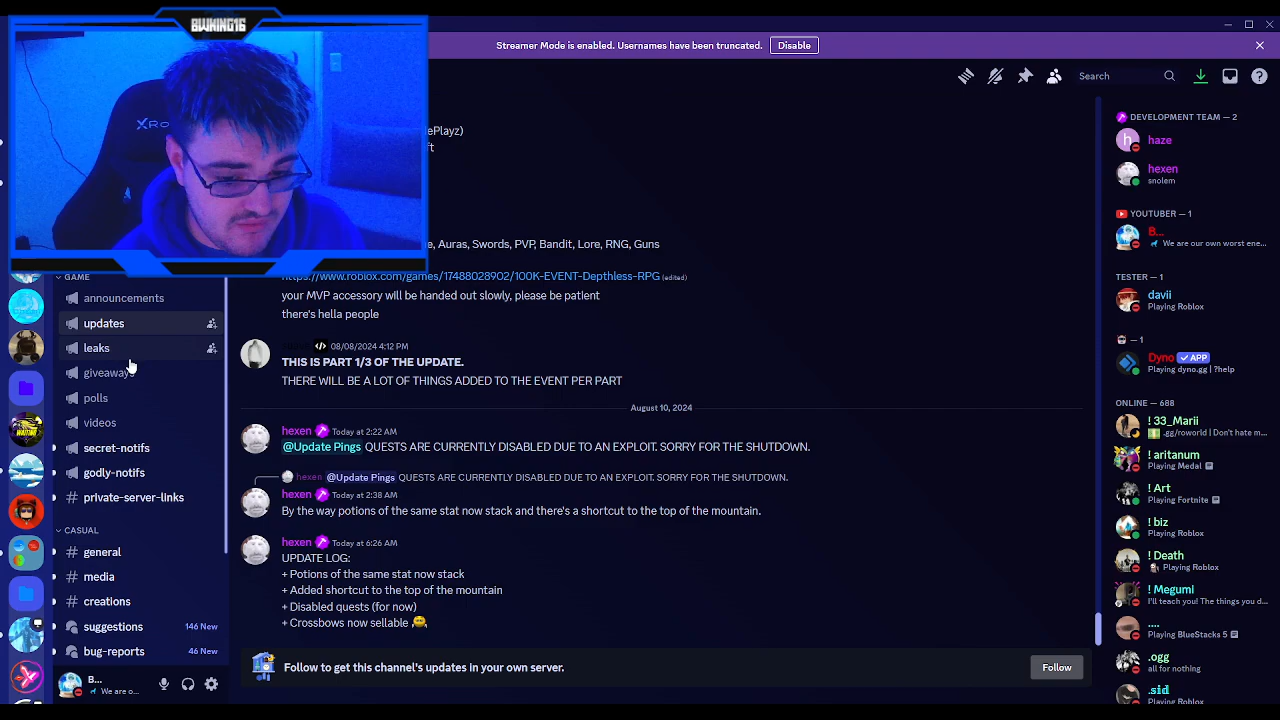 BWKING16
XRO
Streamer Mode is enabled. Usernames have been truncated.
Disable
Search
ePlayz)
ft
e, Auras, Swords, PVP, Bandit, Lore, RNG, Guns
https://www.roblox.com/games/17488028902/100K-EVENT-Depthless-RPG (edited)
your MVP accessory will be handed out slowly, please be patient
there's hella people
08/08/2024 4:12 PM
THIS IS PART 1/3 OF THE UPDATE.
THERE WILL BE A LOT OF THINGS ADDED TO THE EVENT PER PART
August 10, 2024
hexen Today at 2:22 AM
@Update Pings QUESTS ARE CURRENTLY DISABLED DUE TO AN EXPLOIT. SORRY FOR THE SHUTDOWN.
hexen @Update Pings QUESTS ARE CURRENTLY DISABLED DUE TO AN EXPLOIT. SORRY FOR THE SHUTDOWN.
hexen Today at 2:38 AM
By the way potions of the same stat now stack and there's a shortcut to the top of the mountain.
hexen Today at 6:26 AM
UPDATE LOG:
+ Potions of the same stat now stack
+ Added shortcut to the top of the mountain
+ Disabled quests (for now)
+ Crossbows now sellable
Follow to get this channel's updates in your own server.
Follow
GAME
announcements
updates
leaks
giveaways
polls
videos
secret-notifs
godly-notifs
private-server-links
CASUAL
general
media
creations
suggestions 146 New
bug-reports 46 New
B...
We are o...
DEVELOPMENT TEAM — 2
haze
hexen
snolem
YOUTUBER — 1
B...
We are our own worst ene...
TESTER — 1
davii
Playing Roblox
— 1
Dyno APP
Playing dyno.gg | ?help
ONLINE — 688
! 33_Marii
.gg/roworld | Don't hate m...
! aritanum
Playing Medal
! Art
Playing Fortnite
! biz
Playing Roblox
! Death
Playing Roblox
! Megumi
I'll teach you! The things you d...
....
Playing BlueStacks 5
.ogg
all for nothing
.sid
Playing Roblox